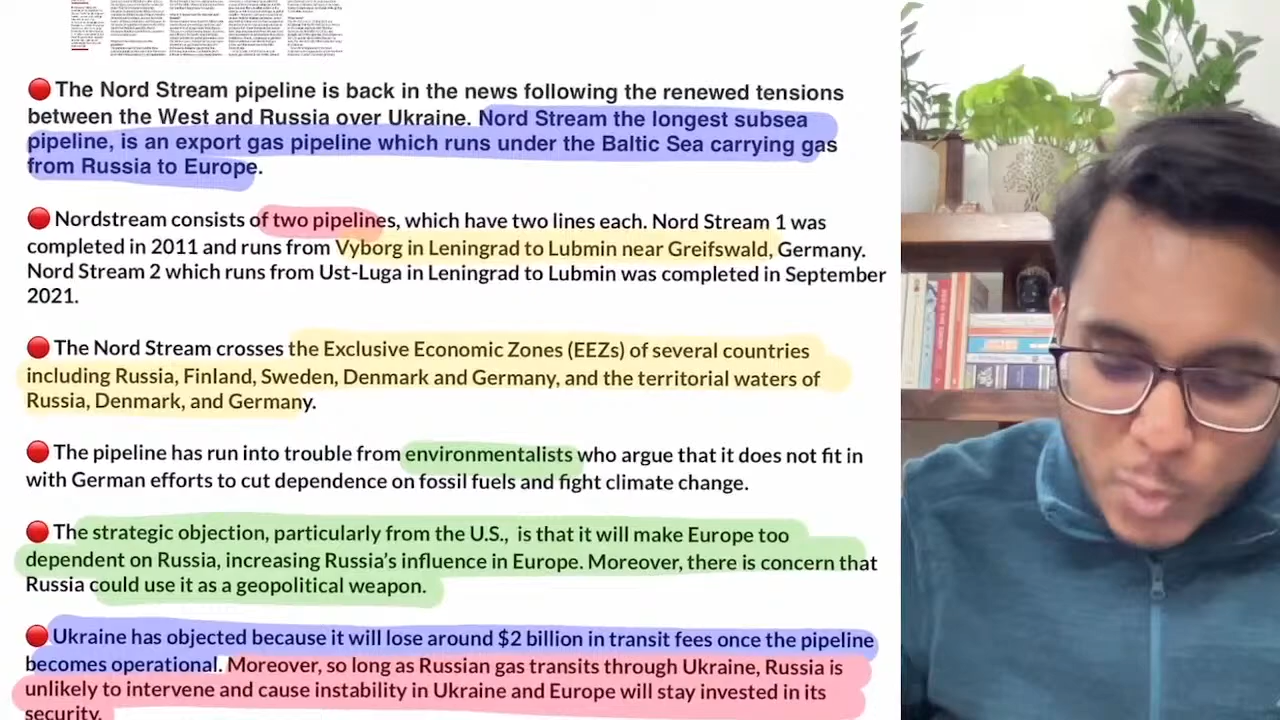 🔴 The Nord Stream pipeline is back in the news following the renewed tensions
between the West and Russia over Ukraine. Nord Stream the longest subsea
pipeline, is an export gas pipeline which runs under the Baltic Sea carrying gas
from Russia to Europe.
🔴 Nordstream consists of two pipelines, which have two lines each. Nord Stream 1 was
completed in 2011 and runs from Vyborg in Leningrad to Lubmin near Greifswald, Germany.
Nord Stream 2 which runs from Ust-Luga in Leningrad to Lubmin was completed in September
2021.
🔴 The Nord Stream crosses the Exclusive Economic Zones (EEZs) of several countries
including Russia, Finland, Sweden, Denmark and Germany, and the territorial waters of
Russia, Denmark, and Germany.
🔴 The pipeline has run into trouble from environmentalists who argue that it does not fit in
with German efforts to cut dependence on fossil fuels and fight climate change.
🔴 The strategic objection, particularly from the U.S., is that it will make Europe too
dependent on Russia, increasing Russia's influence in Europe. Moreover, there is concern that
Russia could use it as a geopolitical weapon.
🔴 Ukraine has objected because it will lose around $2 billion in transit fees once the pipeline
becomes operational. Moreover, so long as Russian gas transits through Ukraine, Russia is
unlikely to intervene and cause instability in Ukraine and Europe will stay invested in its
security.